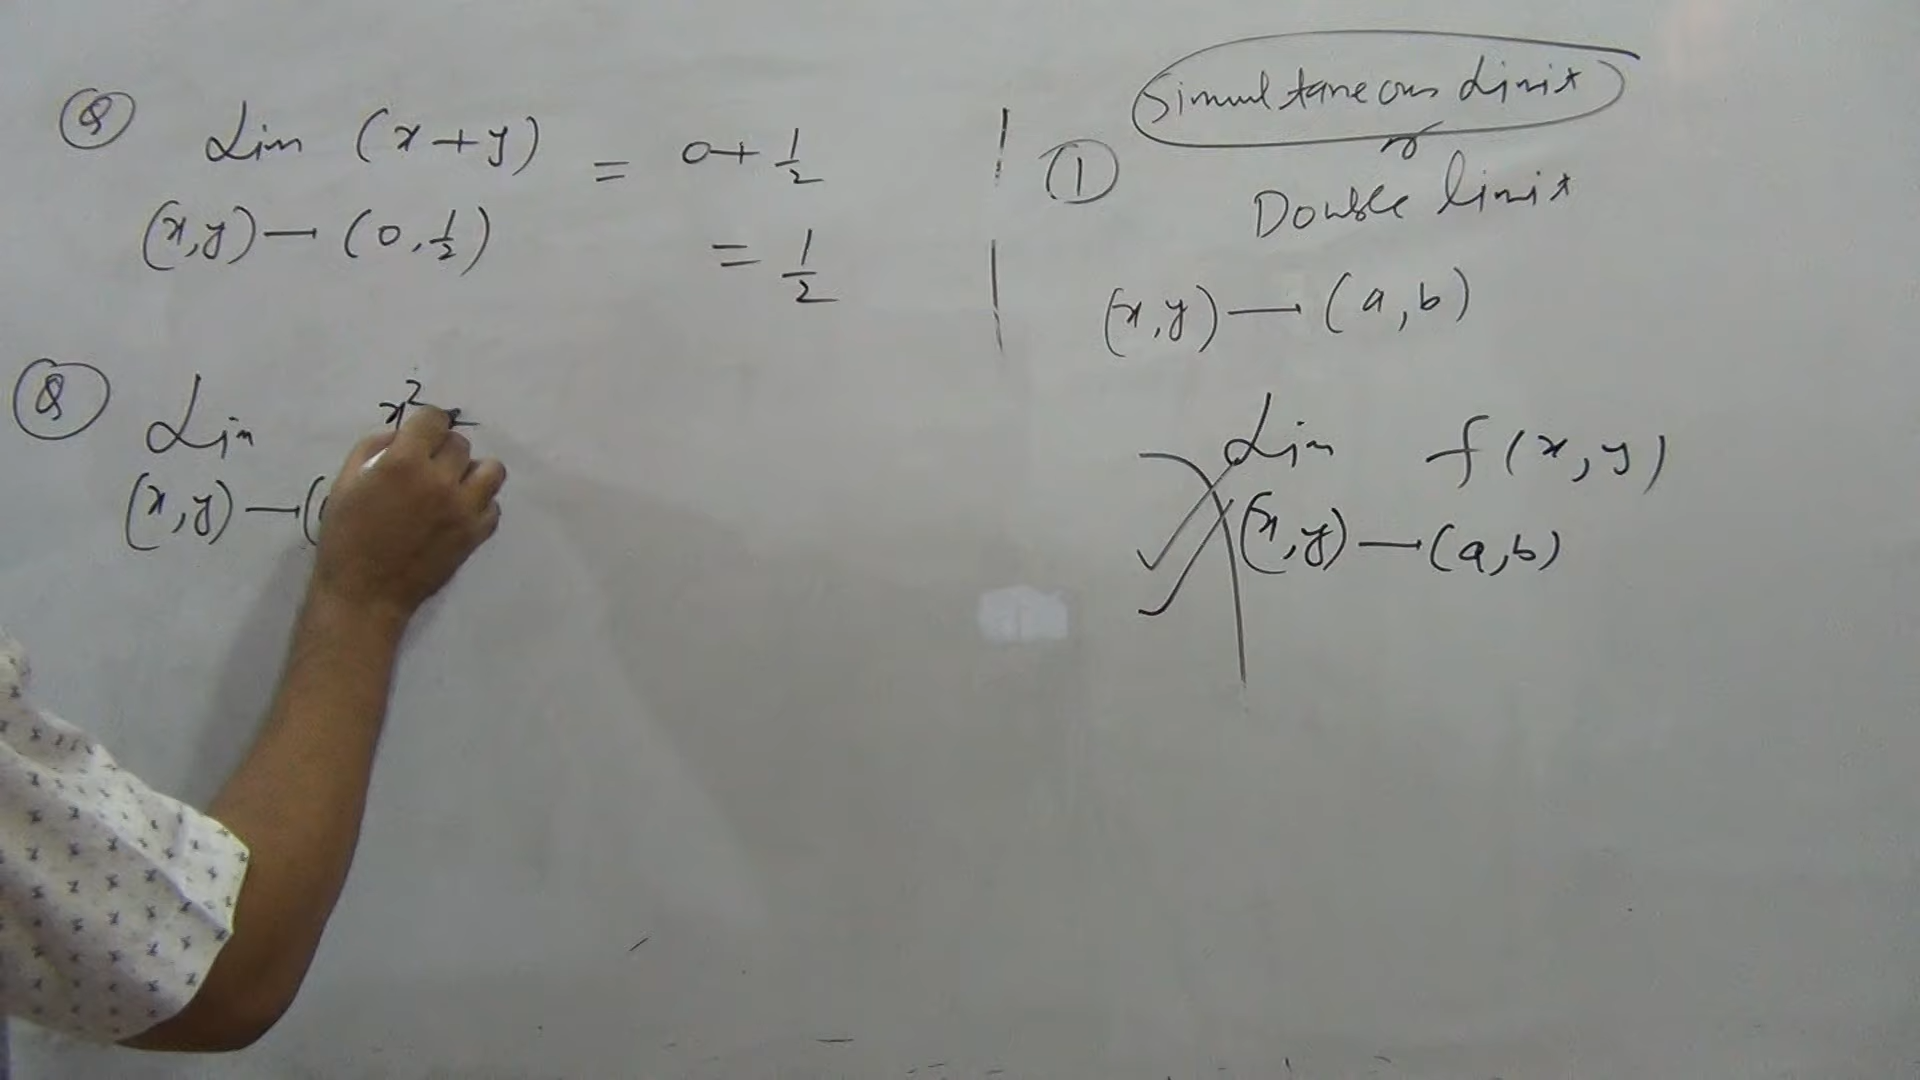 Q Lim (x+y) = 0+ 1/2
(x,y) → (0, 1/2)
= 1/2
Q Lim x²
(x,y) → (
Simultaneous Limit
or
① Double limit
(x,y) → (a,b)
Lim f(x,y)
(x,y) → (a,b)